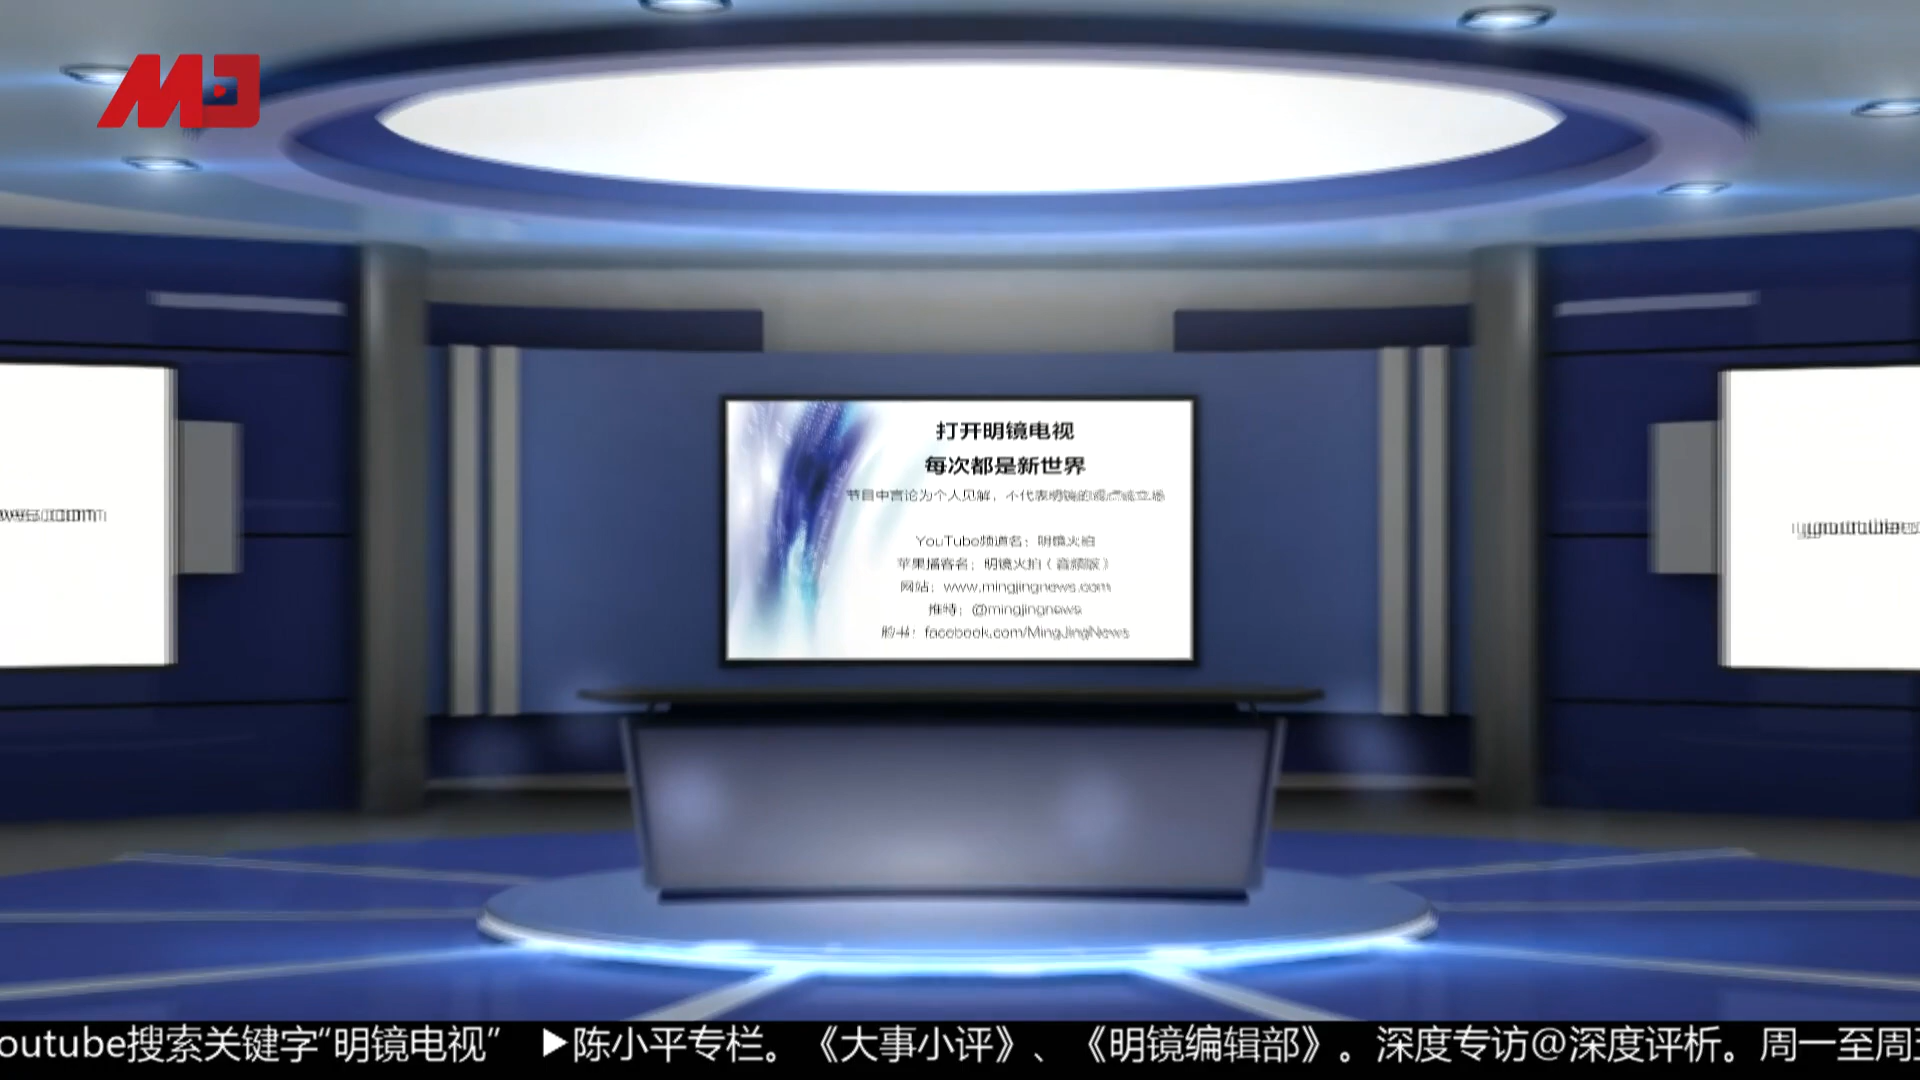 MJ
打开明镜电视
每次都是新世界
节目中言论为个人见解，不代表明镜的观点或立场
YouTube频道名：明镜火拍
苹果播客名：明镜火拍（音频版）
网站：www.mingjingnews.com
推特：@mingjingnews
脸书：facebook.com/MingJingNews
outube搜索关键字“明镜电视” ▶陈小平专栏。《大事小评》、《明镜编辑部》。深度专访@深度评析。周一至周五